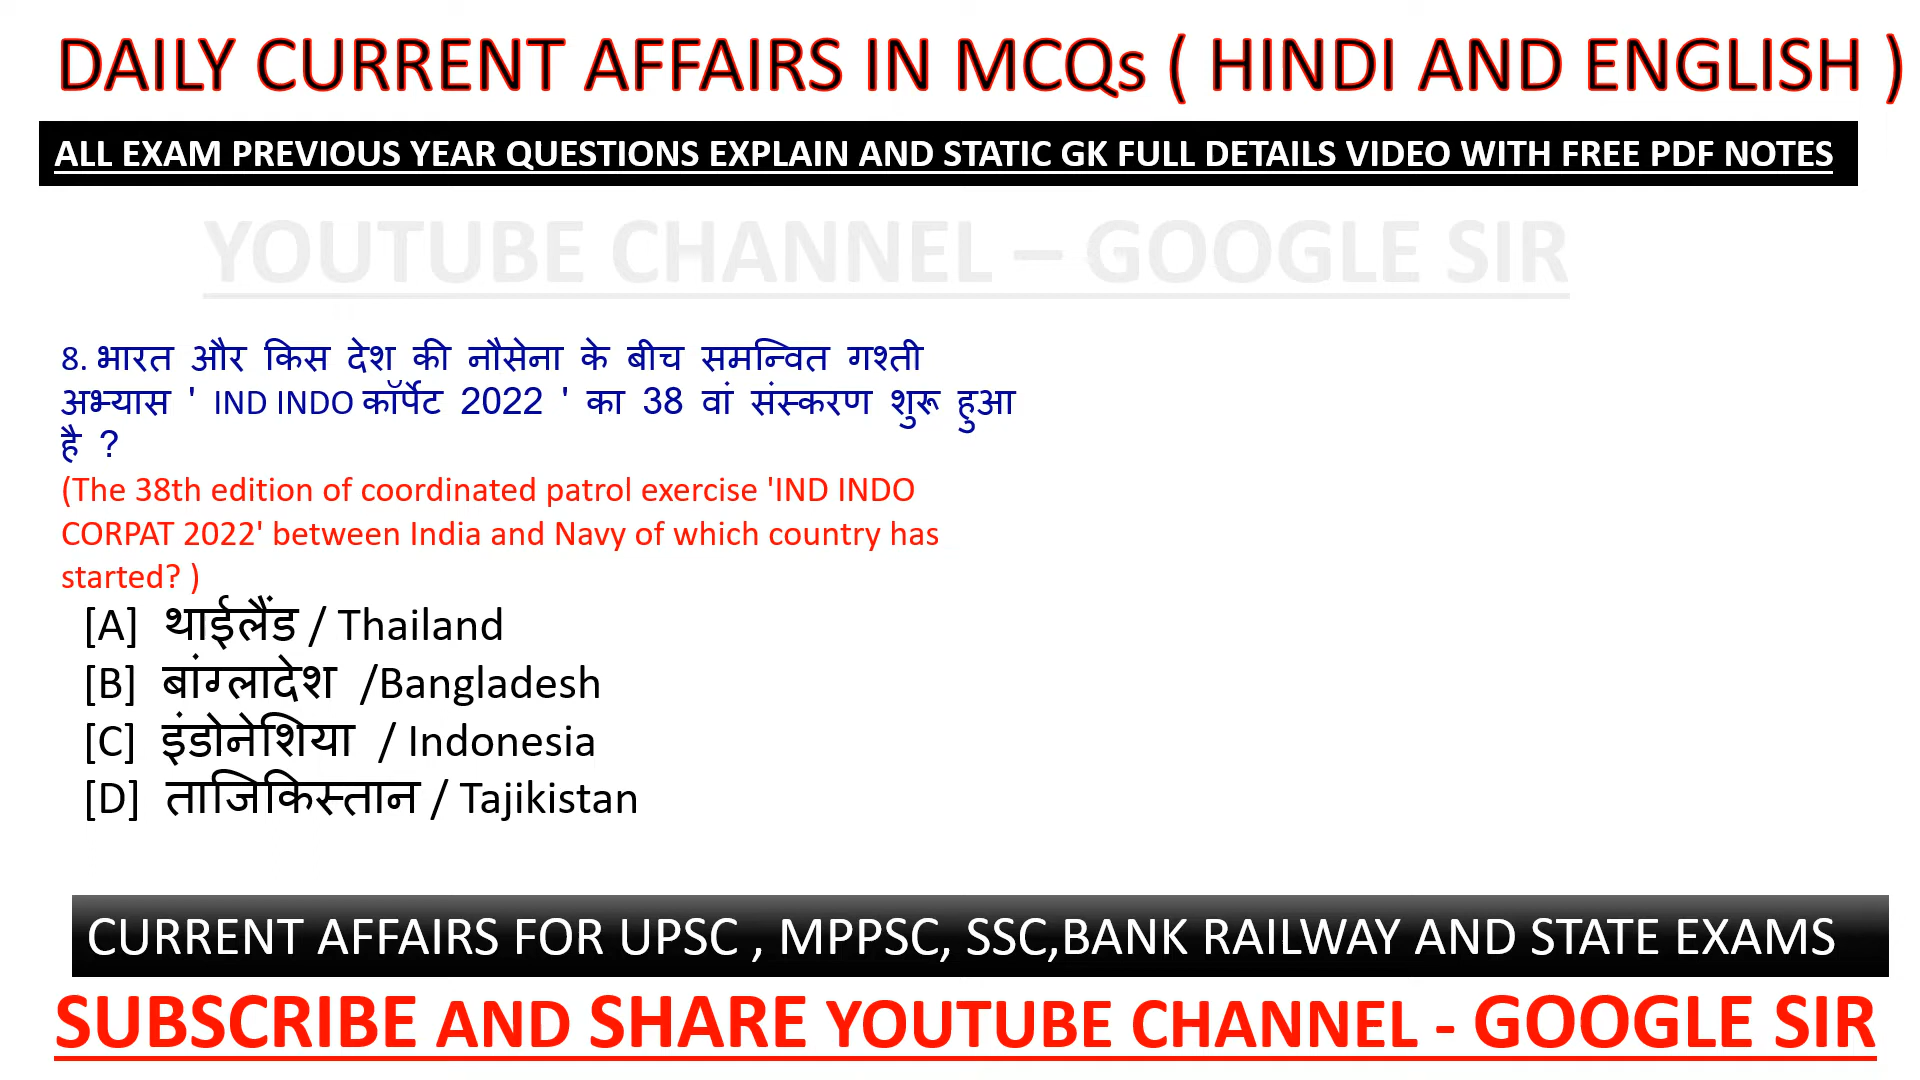 DAILY CURRENT AFFAIRS IN MCQs ( HINDI AND ENGLISH )
ALL EXAM PREVIOUS YEAR QUESTIONS EXPLAIN AND STATIC GK FULL DETAILS VIDEO WITH FREE PDF NOTES
YOUTUBE CHANNEL – GOOGLE SIR
8. भारत और किस देश की नौसेना के बीच समन्वित गश्ती
अभ्यास ' IND INDO कॉर्पेट 2022 ' का 38 वां संस्करण शुरू हुआ
है ?
(The 38th edition of coordinated patrol exercise 'IND INDO
CORPAT 2022' between India and Navy of which country has
started? )
[A] थाईलैंड / Thailand
[B] बांग्लादेश /Bangladesh
[C] इंडोनेशिया / Indonesia
[D] ताजिकिस्तान / Tajikistan
CURRENT AFFAIRS FOR UPSC , MPPSC, SSC,BANK RAILWAY AND STATE EXAMS
SUBSCRIBE AND SHARE YOUTUBE CHANNEL - GOOGLE SIR